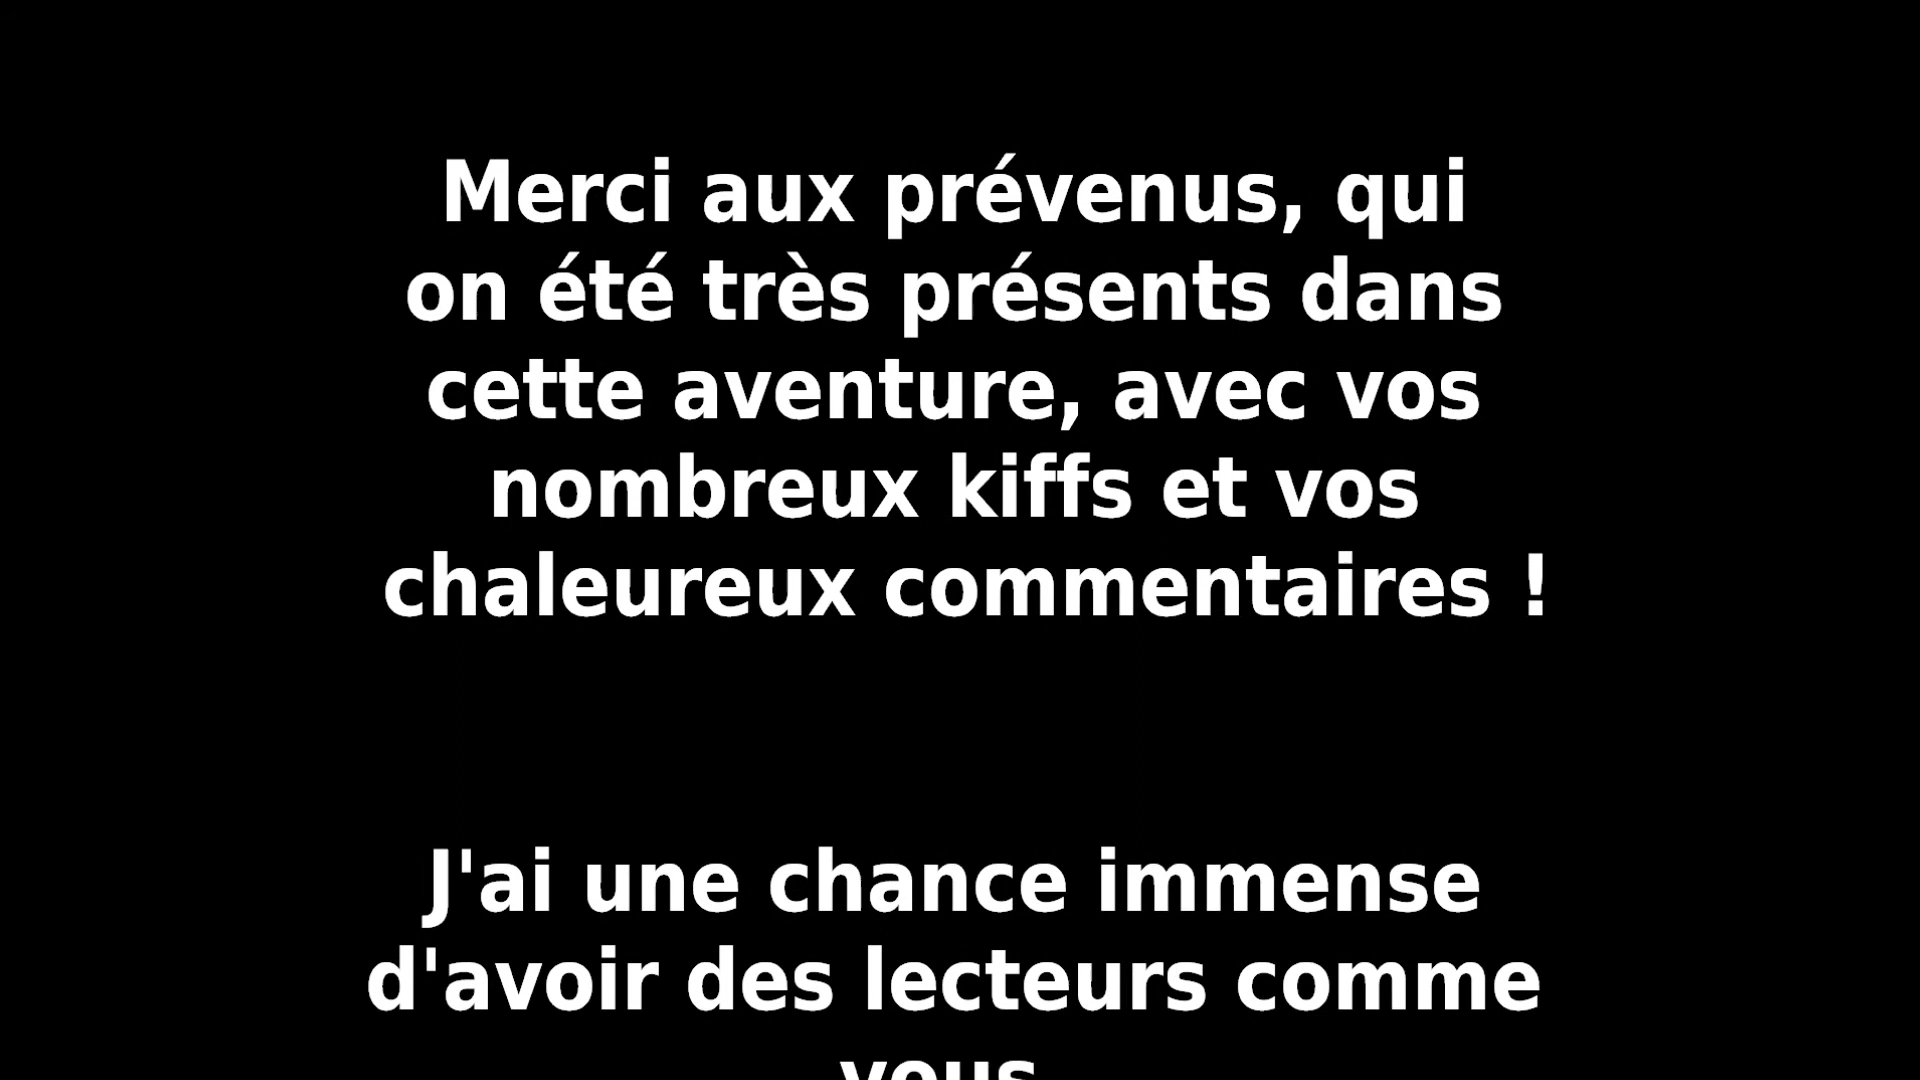 Merci aux prévenus, qui
on été très présents dans
cette aventure, avec vos
nombreux kiffs et vos
chaleureux commentaires !
J'ai une chance immense
d'avoir des lecteurs comme
vous